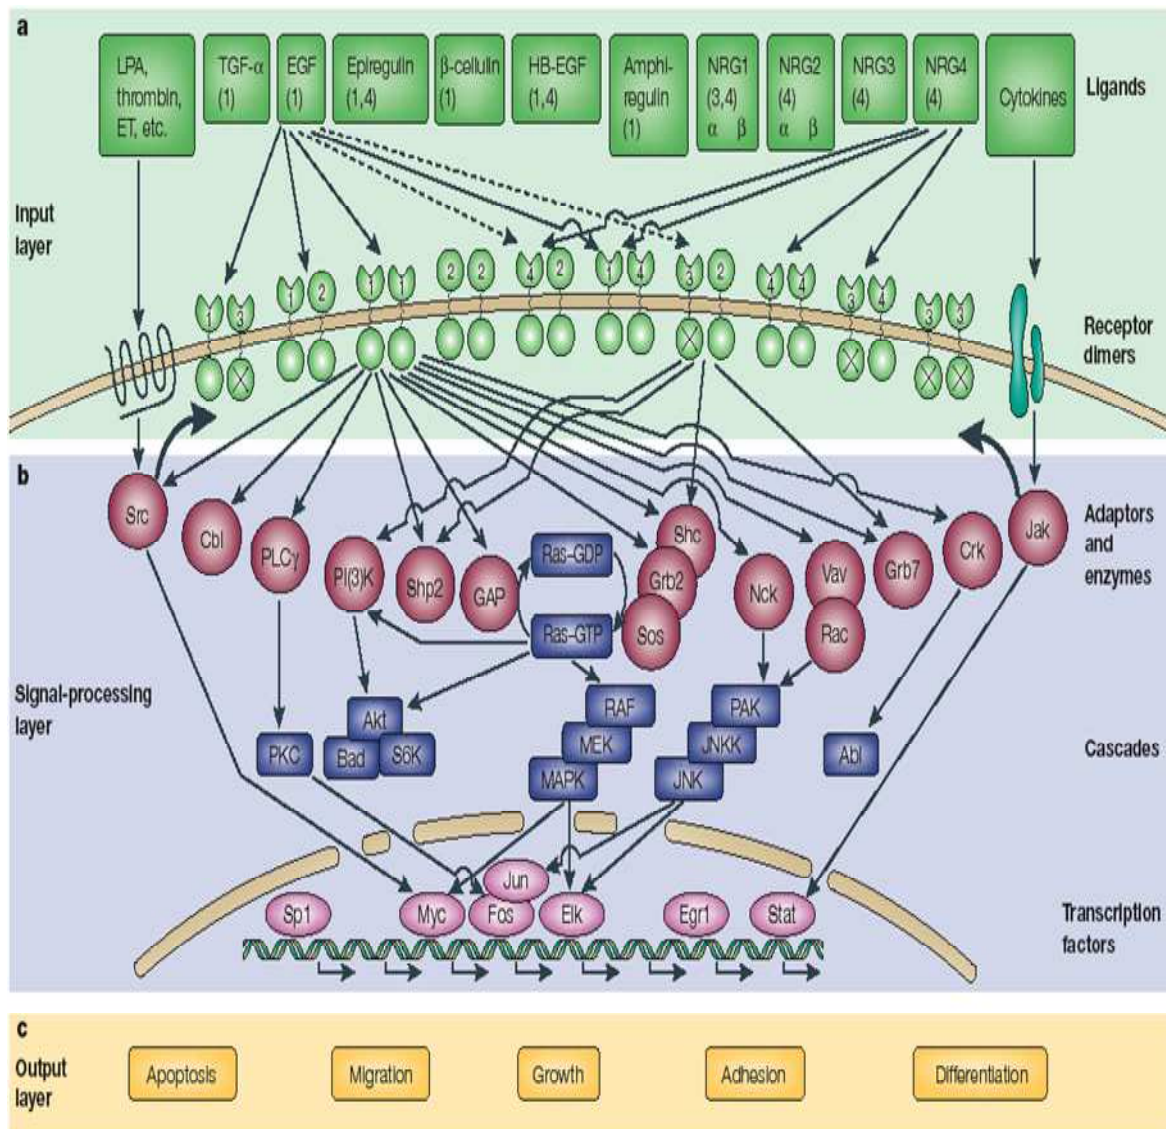 a
LPA,
thrombin,
ET, etc.
TGF-α
(1)
EGF
(1)
Epiregulin
(1,4)
β-cellulin
(1)
HB-EGF
(1,4)
Amphi-
regulin
(1)
NRG1
(3,4)
α β
NRG2
(4)
α β
NRG3
(4)
NRG4
(4)
Cytokines
Ligands
Input
layer
1 3
1 2
1 1
2 2
4 2
1 4
3 2
4 4
3 4
3 3
X
X
X
X X
Receptor
dimers
b
Src
Cbl
PLCγ
PI(3)K
Shp2
GAP
Ras–GDP
Ras–GTP
Shc
Grb2
Sos
Nck
Vav
Rac
Grb7
Crk
Jak
Adaptors
and
enzymes
Signal-processing
layer
PKC
Akt
Bad
S6K
RAF
MEK
MAPK
PAK
JNKK
JNK
Abl
Cascades
Sp1
Myc
Jun
Fos
Elk
Egr1
Stat
Transcription
factors
c
Output
layer
Apoptosis
Migration
Growth
Adhesion
Differentiation